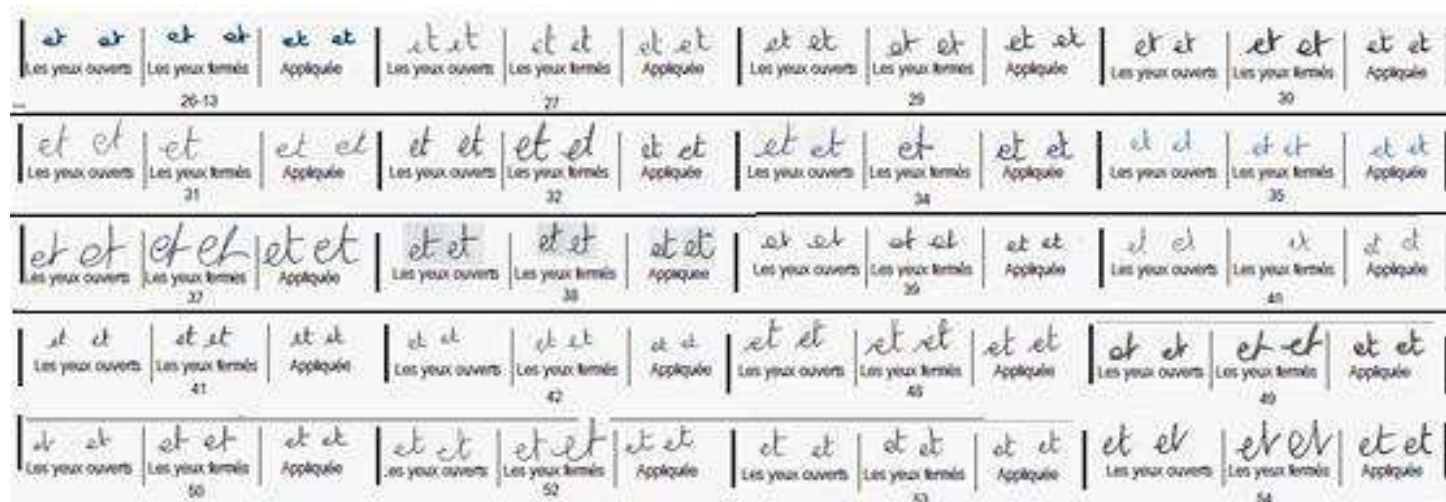 et et et et et et et et et et et et et et et et et et et et et et et et
Les yeux ouverts Les yeux fermés Appliquée Les yeux ouverts Les yeux fermés Appliquée Les yeux ouverts Les yeux fermés Appliquée Les yeux ouverts Les yeux fermés Appliquée
26-13 27 29 30
et et et et et et et et et et et et et et et et et et et et et et
Les yeux ouverts Les yeux fermés Appliquée Les yeux ouverts Les yeux fermés Appliquée Les yeux ouverts Les yeux fermés Appliquée Les yeux ouverts Les yeux fermés Appliquée
31 32 34 35
et et et et et et et et et et et et et et et et et et et et et et et
Les yeux ouverts Les yeux fermés Appliquée Les yeux ouverts Les yeux fermés Appliquée Les yeux ouverts Les yeux fermés Appliquée Les yeux ouverts Les yeux fermés Appliquée
37 38 39 40
et et et et et et et et et et et et et et et et et et et et et et et et
Les yeux ouverts Les yeux fermés Appliquée Les yeux ouverts Les yeux fermés Appliquée Les yeux ouverts Les yeux fermés Appliquée Les yeux ouverts Les yeux fermés Appliquée
41 42 48 49
et et et et et et et et et et et et et et et et et et et et et et et et
Les yeux ouverts Les yeux fermés Appliquée Les yeux ouverts Les yeux fermés Appliquée Les yeux ouverts Les yeux fermés Appliquée Les yeux ouverts Les yeux fermés Appliquée
50 52 53 54